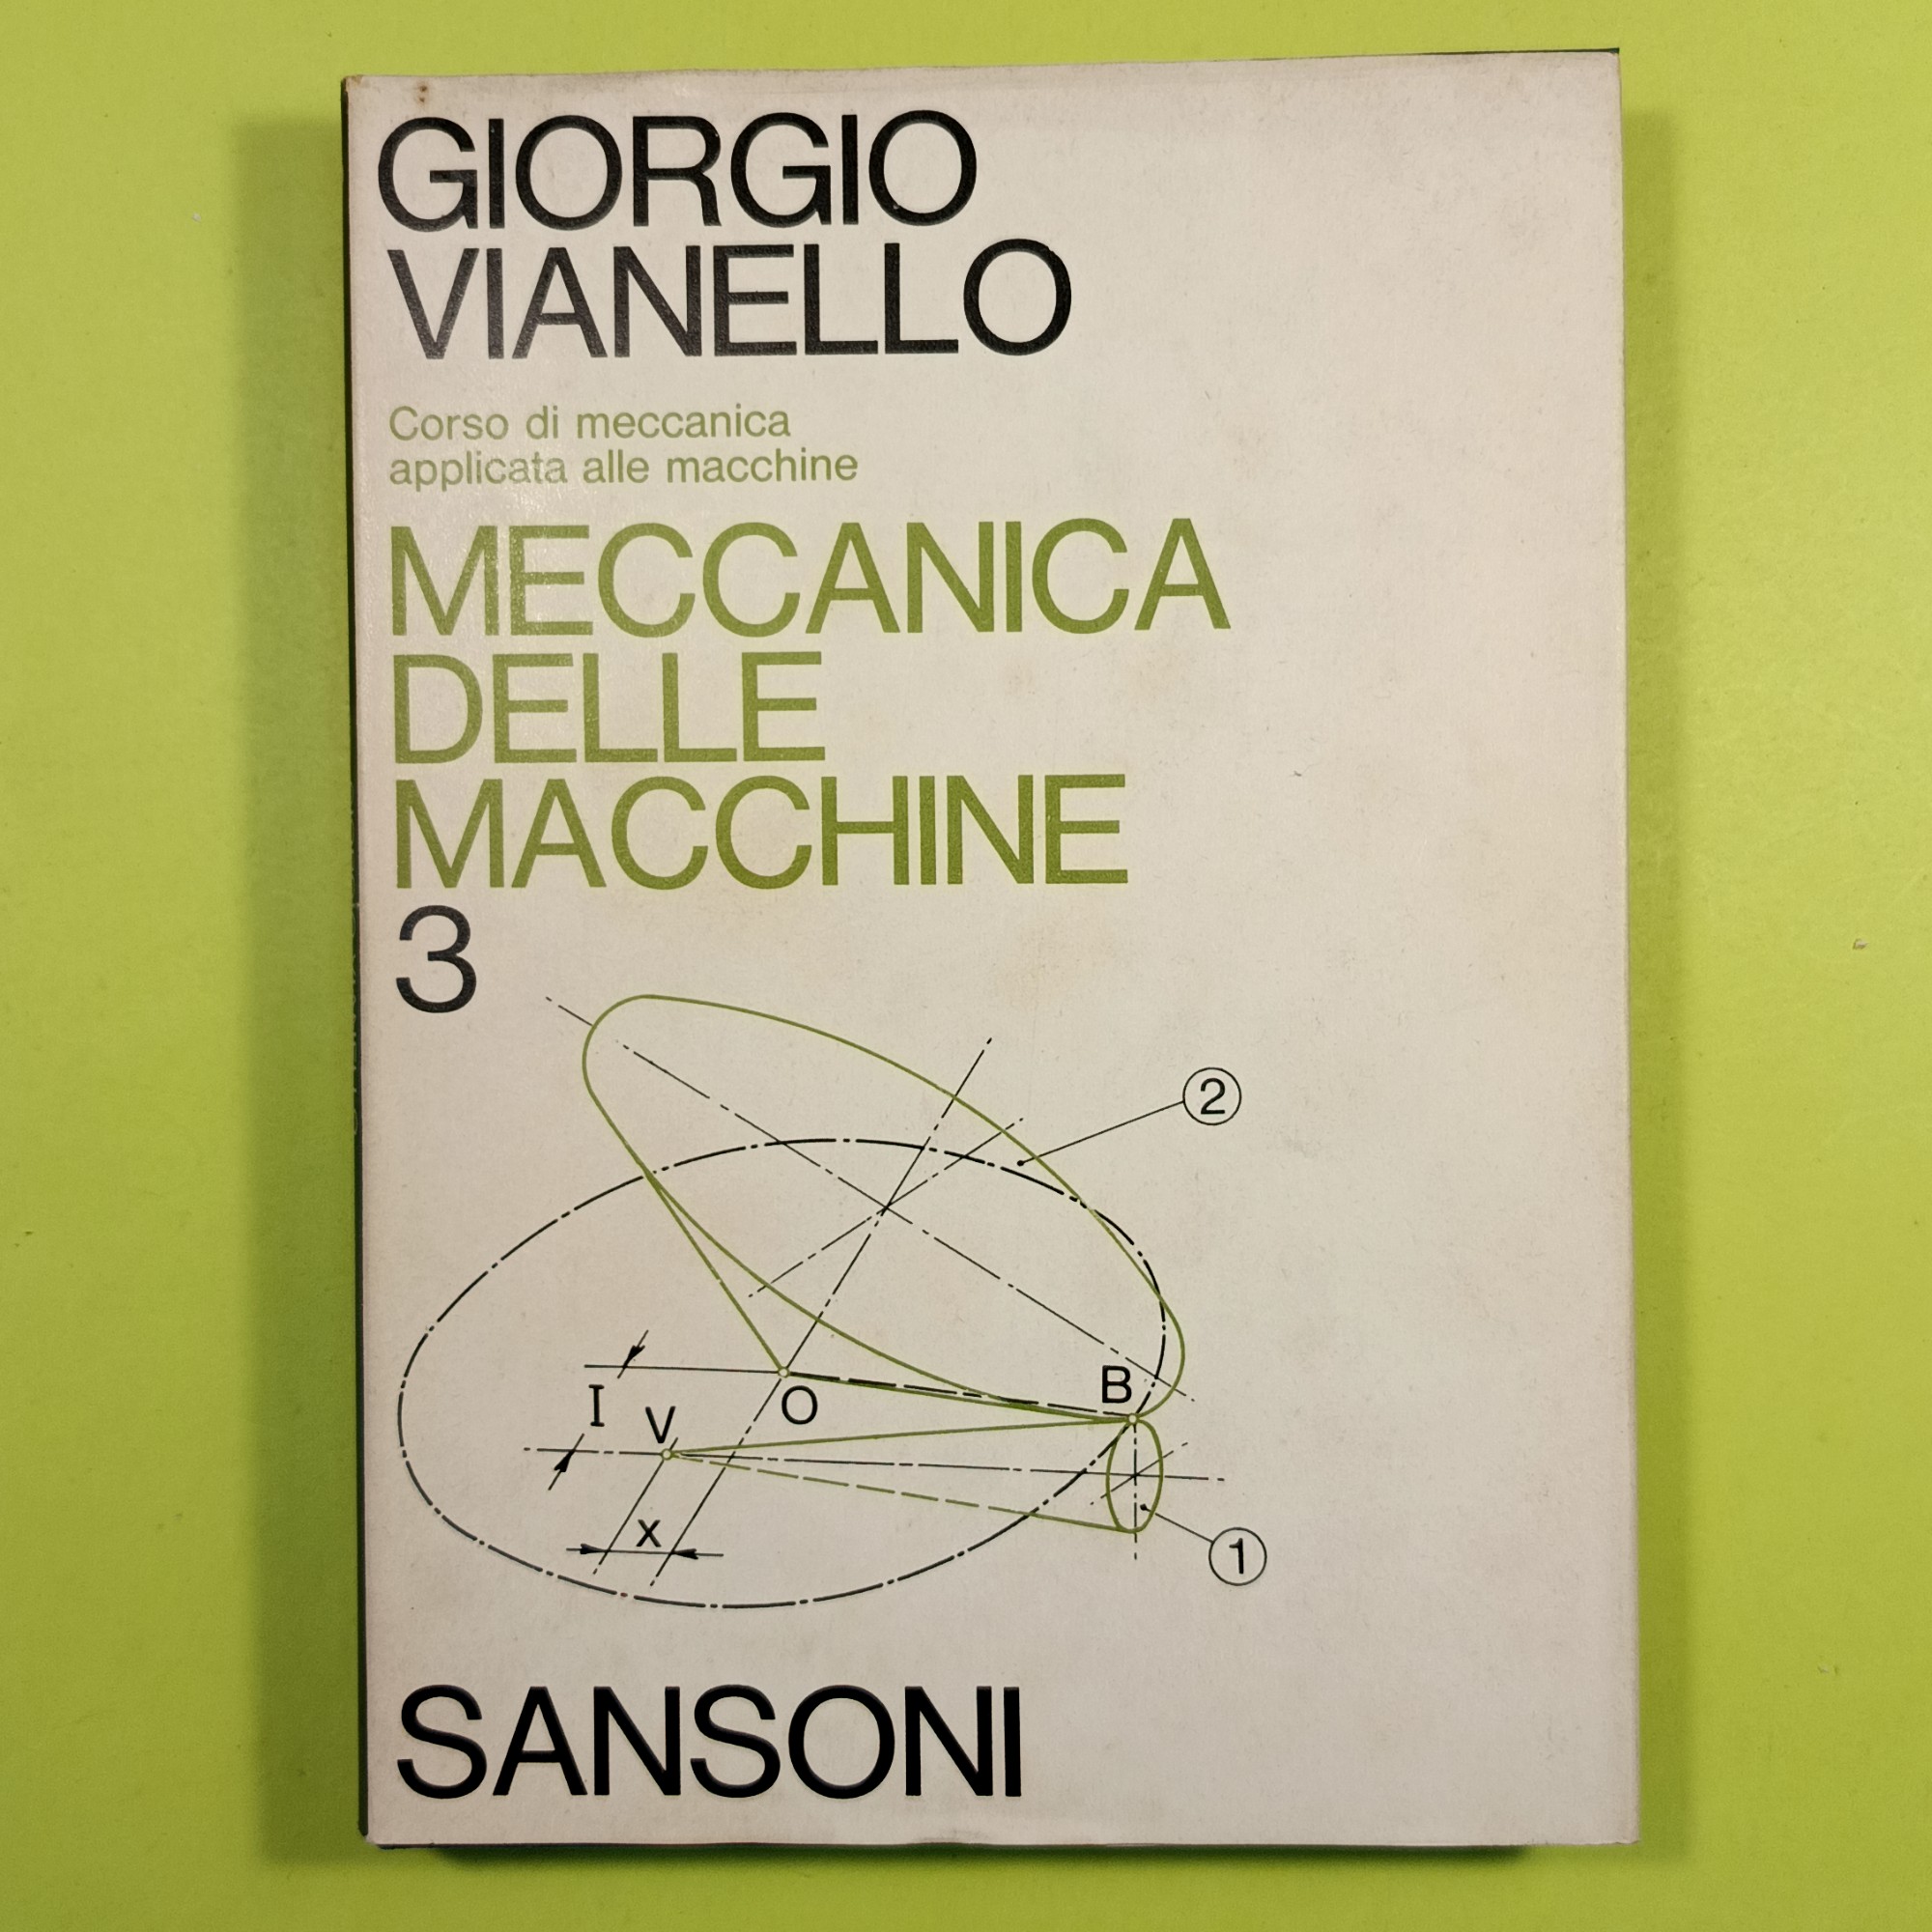 GIORGIO
VIANELLO
Corso di meccanica
applicata alle macchine
MECCANICA
DELLE
MACCHINE
3
2
B
O
I
V
x
1
SANSONI